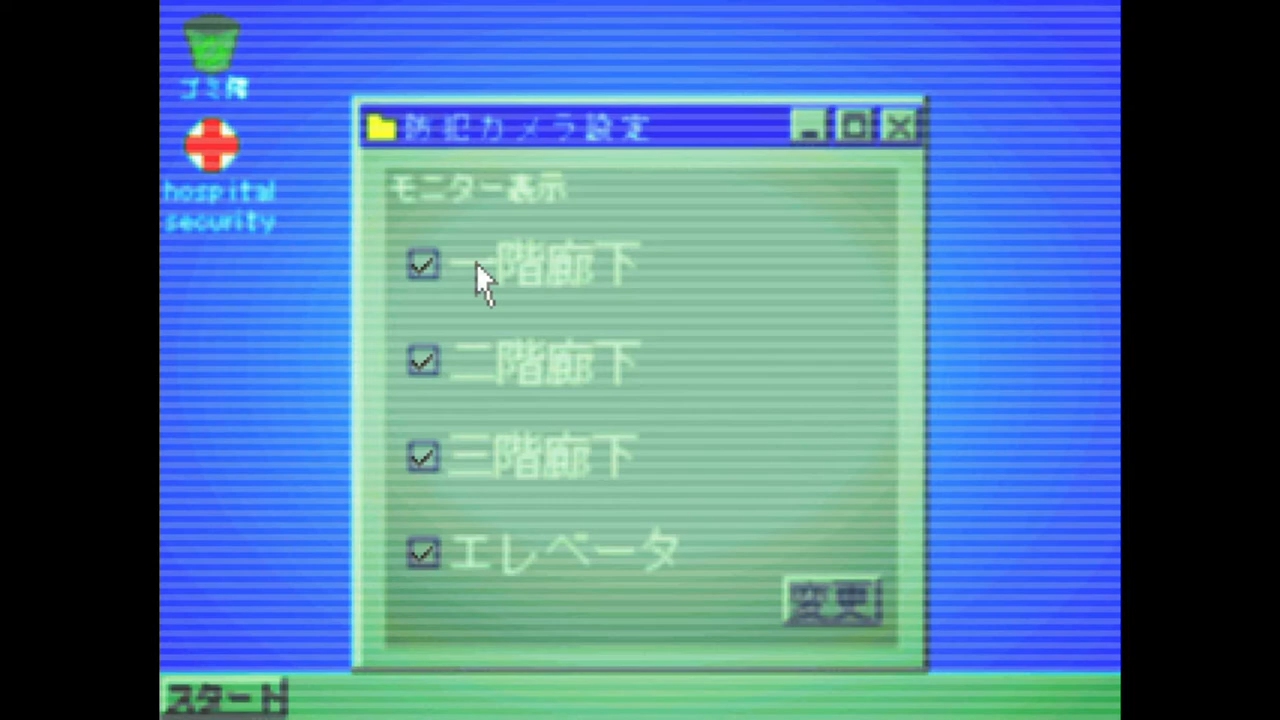 ゴミ箱
hospital
security
防犯カメラ設定
モニター表示
一階廊下
二階廊下
三階廊下
エレベータ
変更
スタート